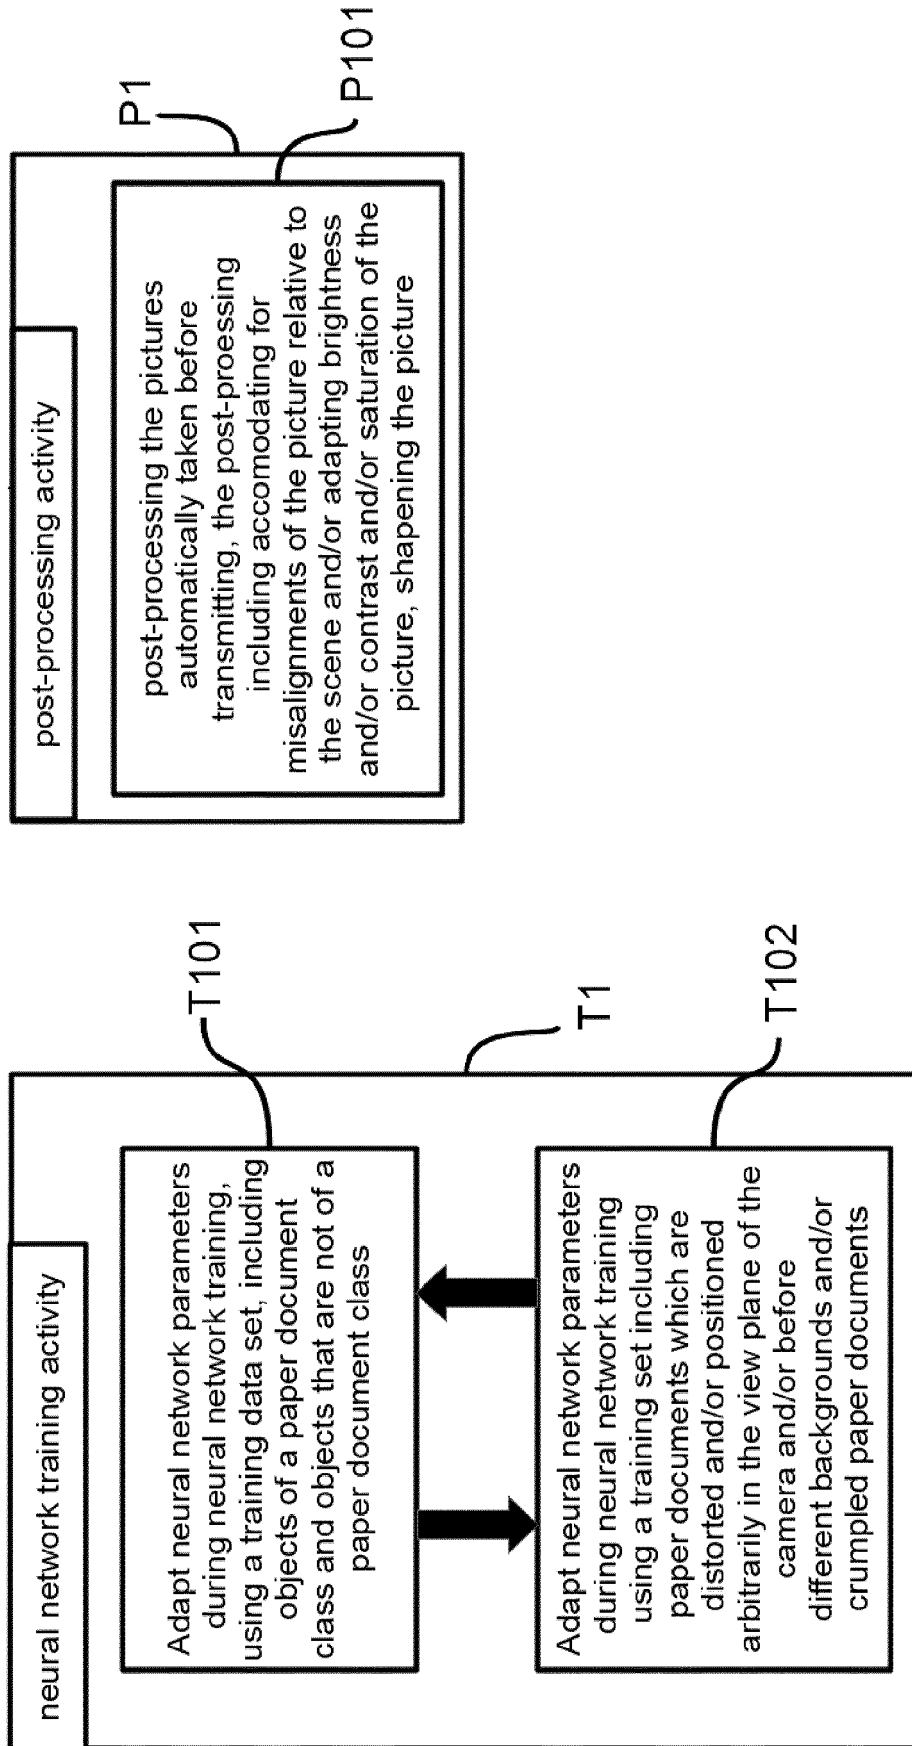 neural network training activity
Adapt neural network parameters
during neural network training,
using a training data set, including
objects of a paper document
class and objects that are not of a
paper document class
T101
T1
Adapt neural network parameters
during neural network training
using a training set including
paper documents which are
distorted and/or positioned
arbitrarily in the view plane of the
camera and/or before
different backgrounds and/or
crumpled paper documents
T102
post-processing activity
P1
post-processing the pictures
automatically taken before
transmitting, the post-proessing
including accomodating for
misalignments of the picture relative to
the scene and/or adapting brightness
and/or contrast and/or saturation of the
picture, shapening the picture
P101